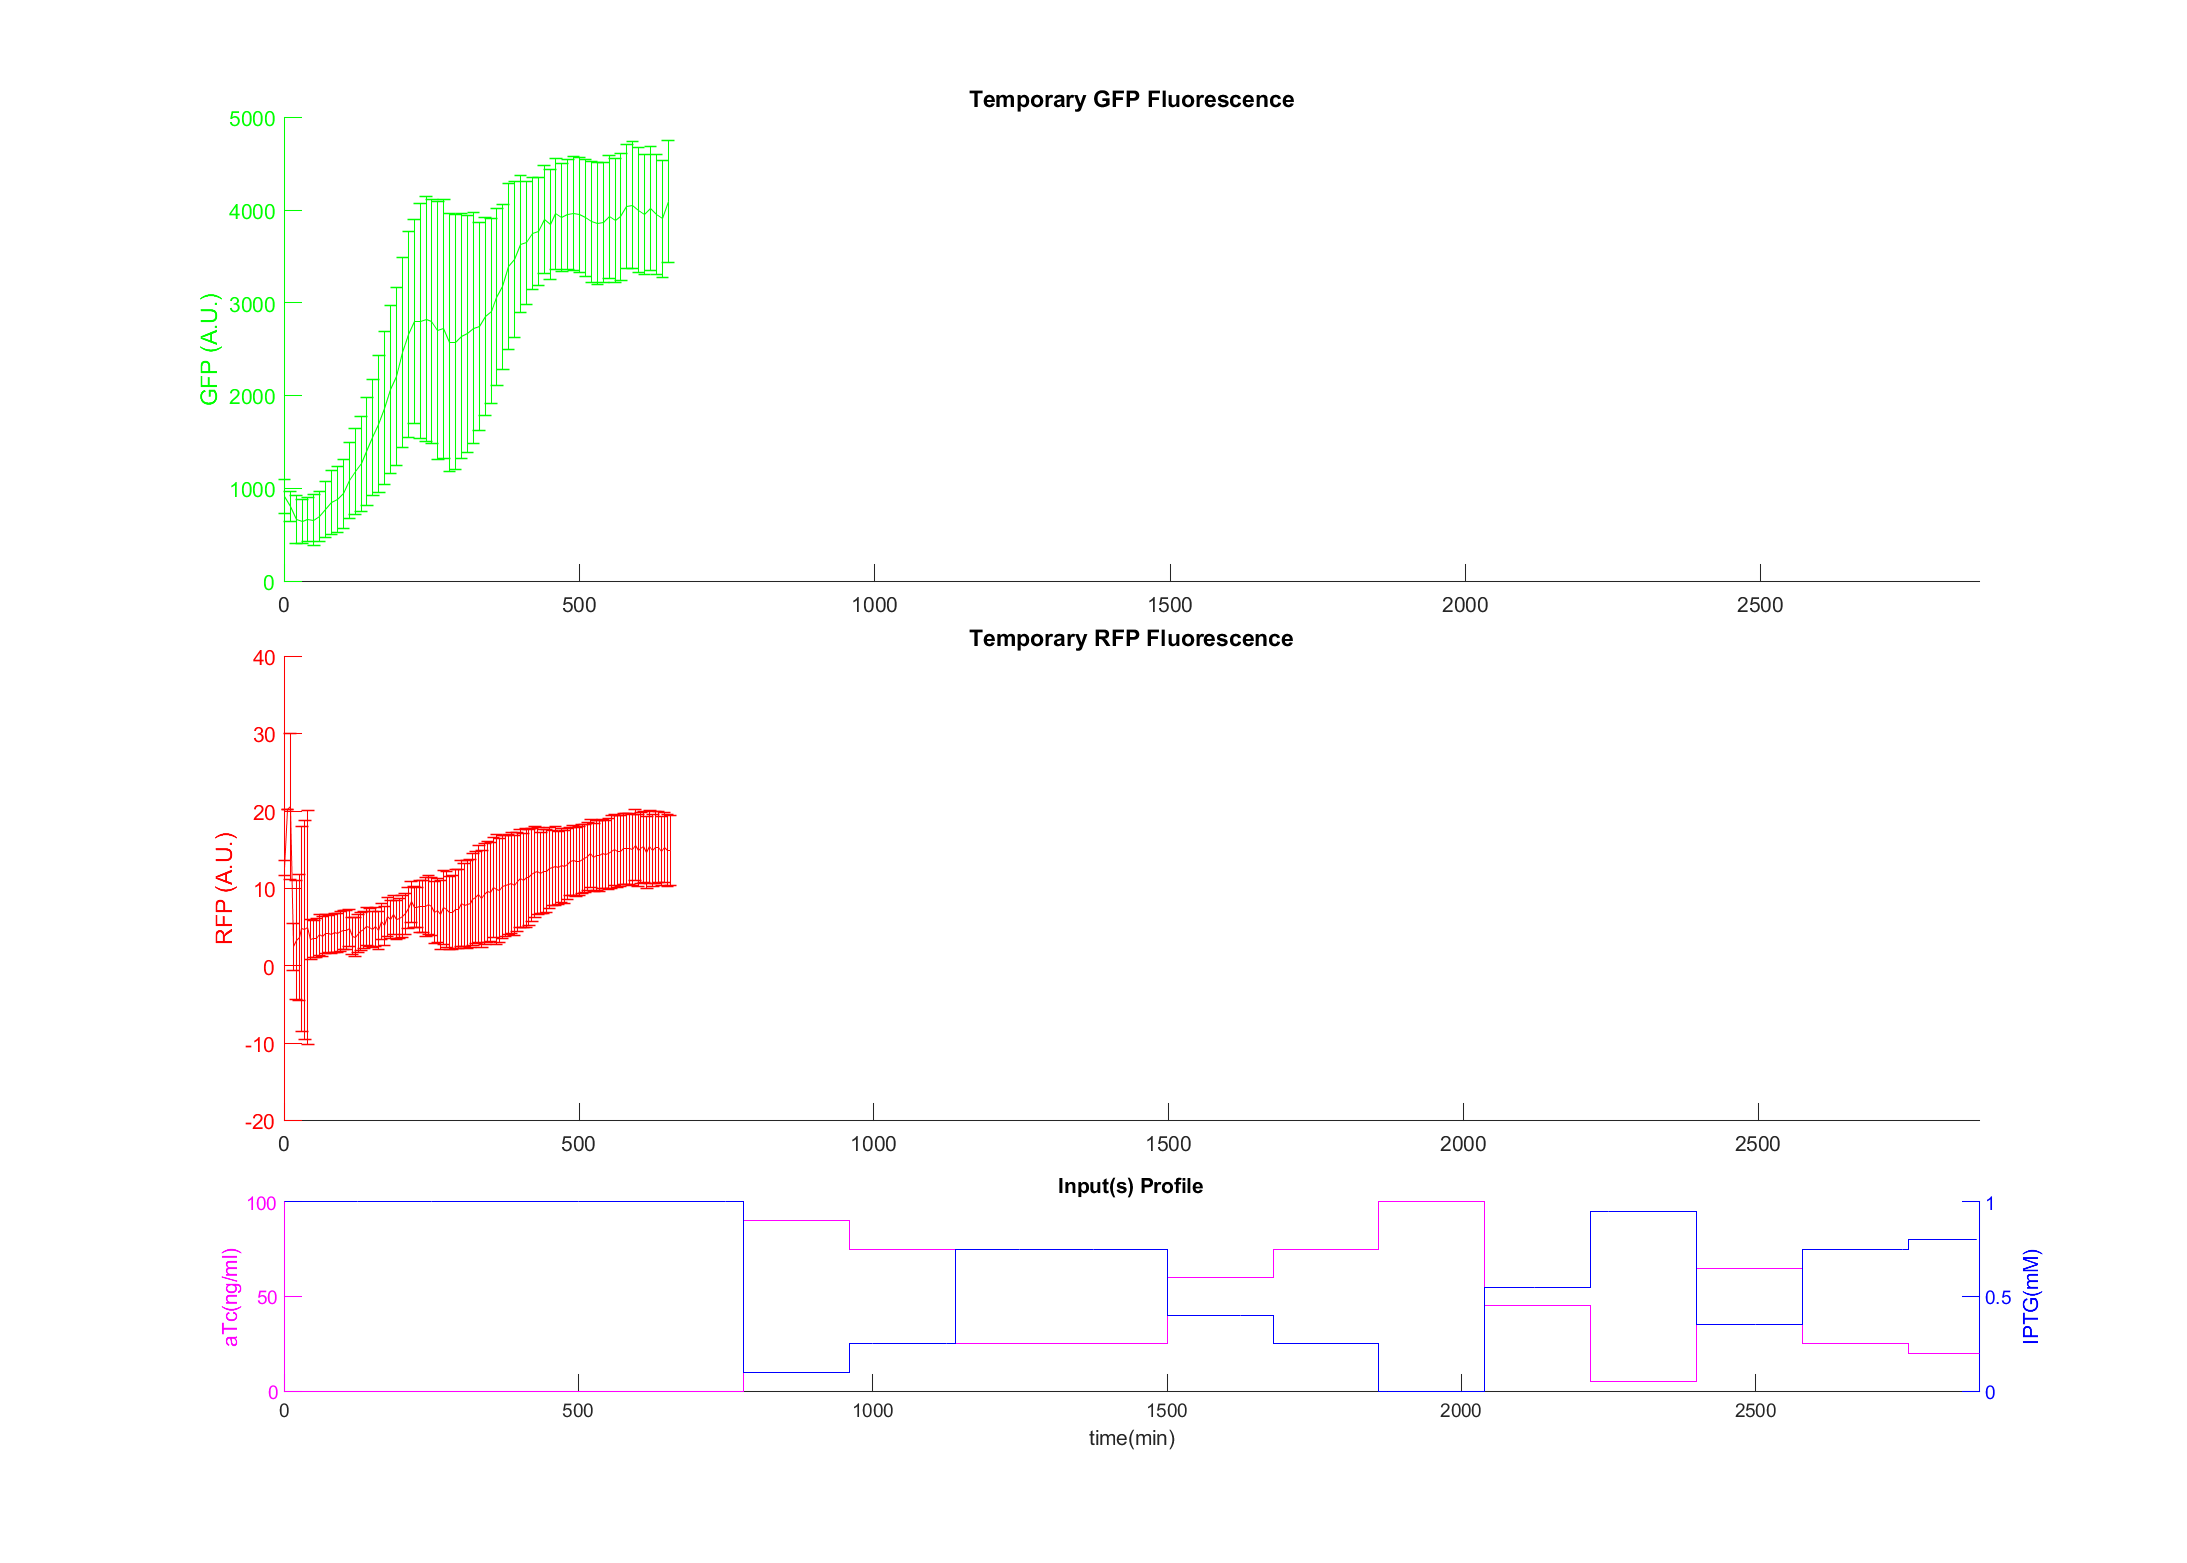 Temporary GFP Fluorescence
GFP (A.U.)
5000
4000
3000
2000
1000
0
0 500 1000 1500 2000 2500
Temporary RFP Fluorescence
RFP (A.U.)
40
30
20
10
0
-10
-20
0 500 1000 1500 2000 2500
Input(s) Profile
aTc(ng/ml)
100
50
0
1
0.5
0
IPTG(mM)
0 500 1000 1500 2000 2500
time(min)